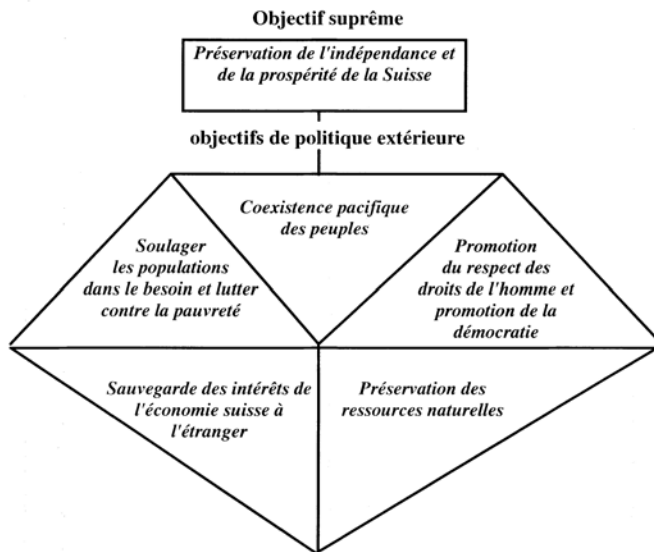 Objectif suprême
Préservation de l'indépendance et
de la prospérité de la Suisse
objectifs de politique extérieure
Coexistence pacifique
des peuples
Soulager
les populations
dans le besoin et lutter
contre la pauvreté
Promotion
du respect des
droits de l'homme et
promotion de la
démocratie
Sauvegarde des intérêts de
l'économie suisse à
l'étranger
Préservation des
ressources naturelles